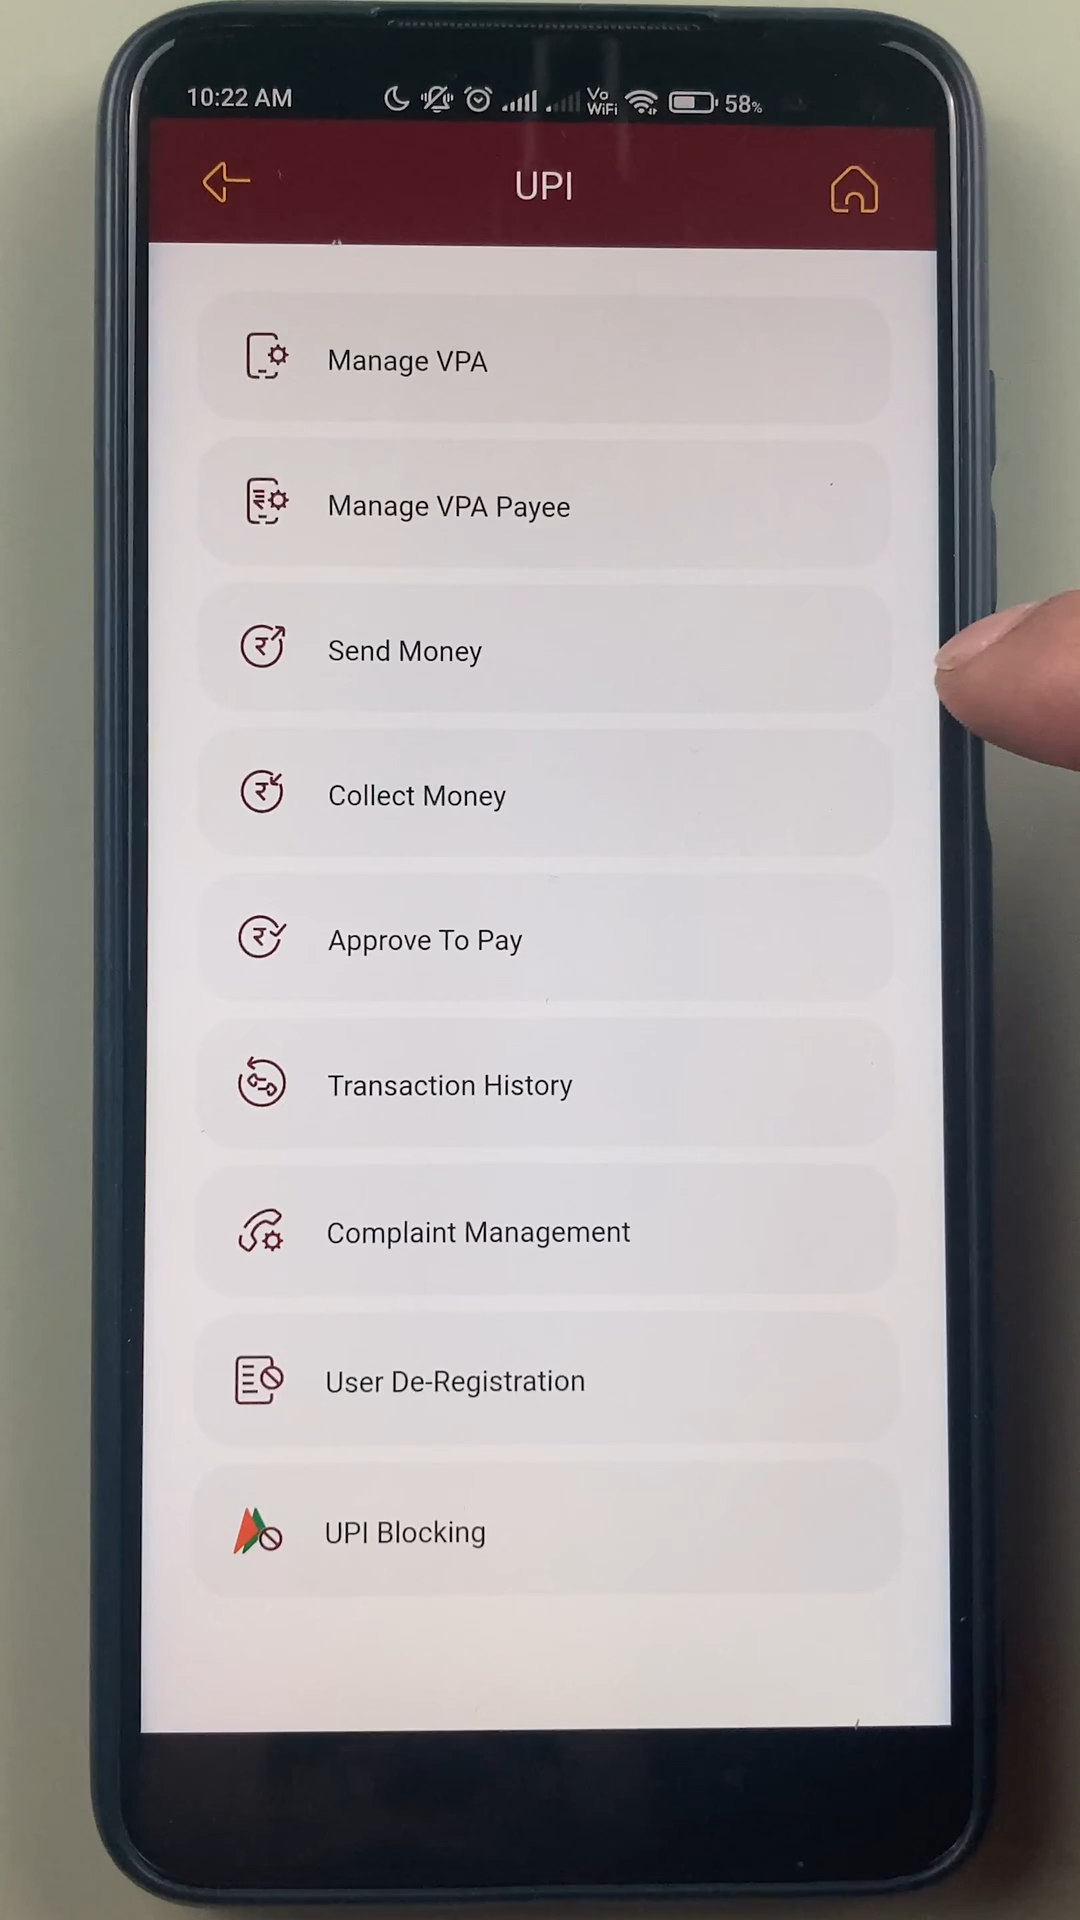 10:22 AM Vo WiFi 58%
UPI
Manage VPA
Manage VPA Payee
Send Money
Collect Money
Approve To Pay
Transaction History
Complaint Management
User De-Registration
UPI Blocking